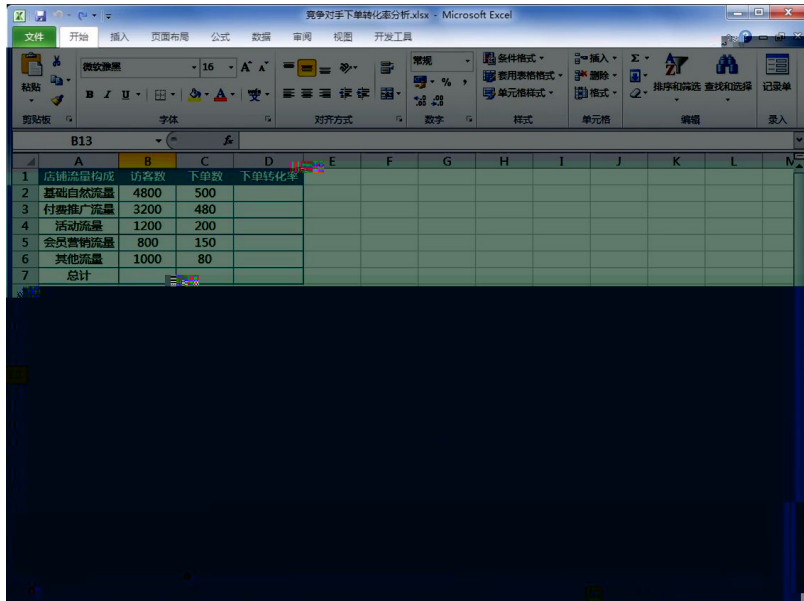 竞争对手下单转化率分析.xlsx - Microsoft Excel
文件 开始 插入 页面布局 公式 数据 审阅 视图 开发工具
微软雅黑 16 A A 常规 条件格式 插入 Σ
粘贴 % , 套用表格格式 删除 排序和筛选 查找和选择 记录单
B I U A 单元格样式 格式
剪贴板 字体 对齐方式 数字 样式 单元格 编辑 录入
B13 fx
A B C D E F G H I J K L M
1 店铺流量构成 访客数 下单数 下单转化率
2 基础自然流量 4800 500
3 付费推广流量 3200 480
4 活动流量 1200 200
5 会员营销流量 800 150
6 其他流量 1000 80
7 总计